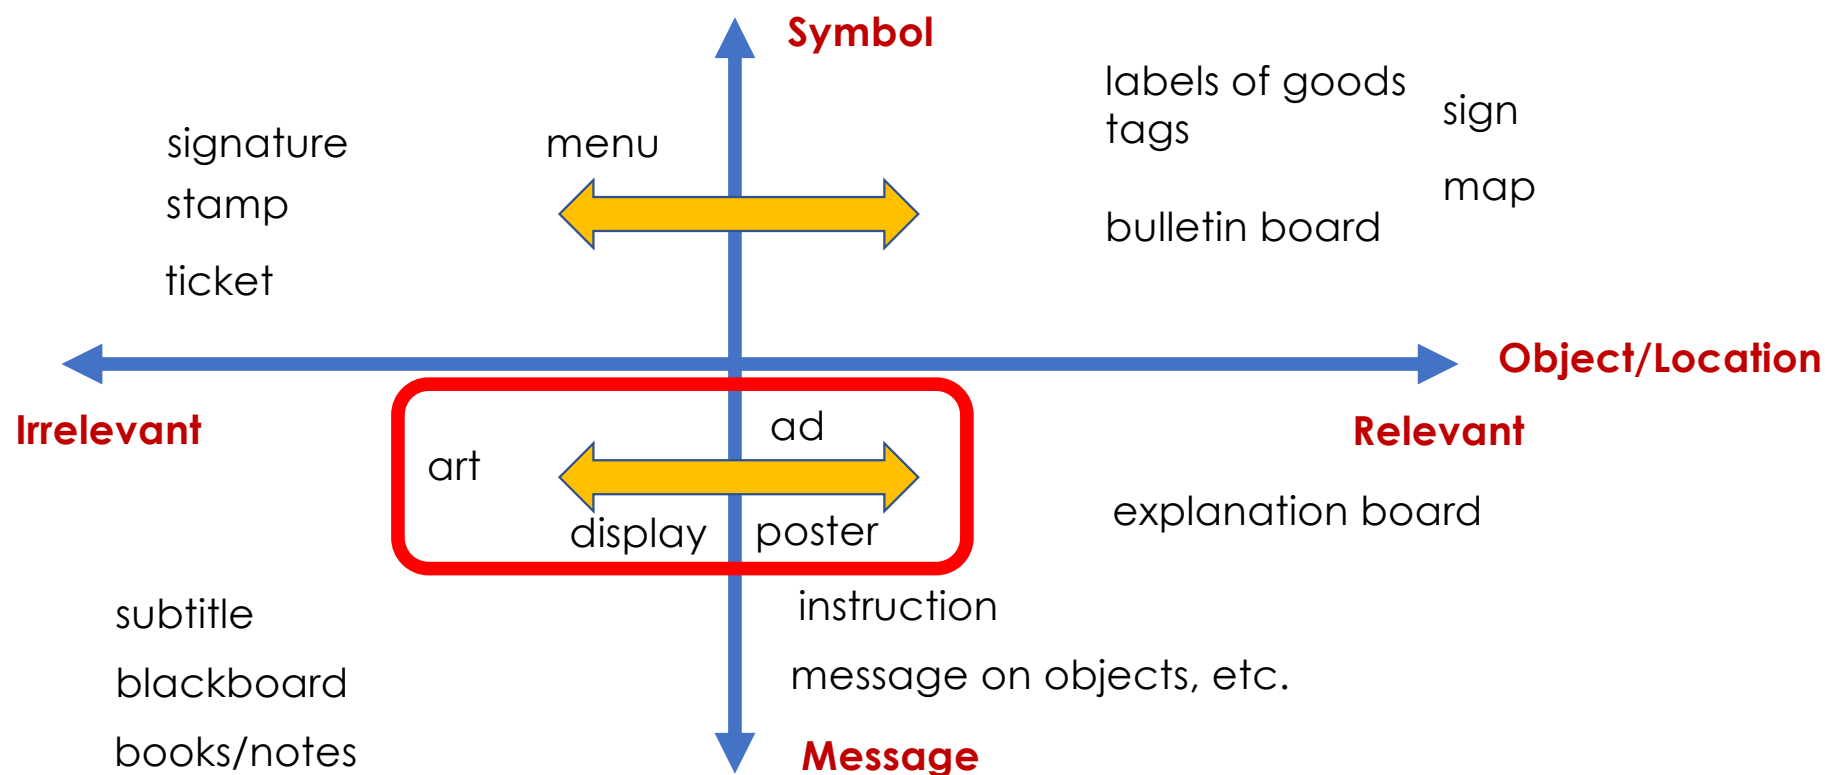 Symbol
labels of goods
tags
sign
signature
menu
map
stamp
bulletin board
ticket
Object/Location
Irrelevant
Relevant
ad
art
explanation board
display
poster
subtitle
instruction
blackboard
message on objects, etc.
books/notes
Message